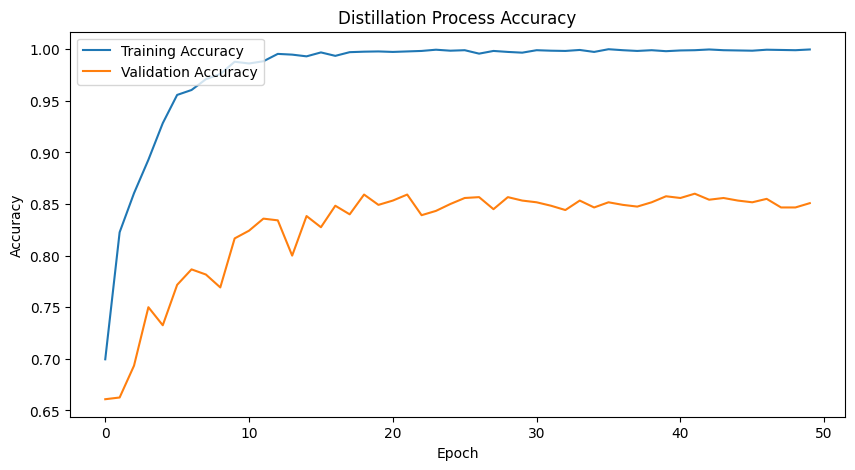 Distillation Process Accuracy
Training Accuracy
Validation Accuracy
Accuracy
1.00
0.95
0.90
0.85
0.80
0.75
0.70
0.65
0 10 20 30 40 50
Epoch